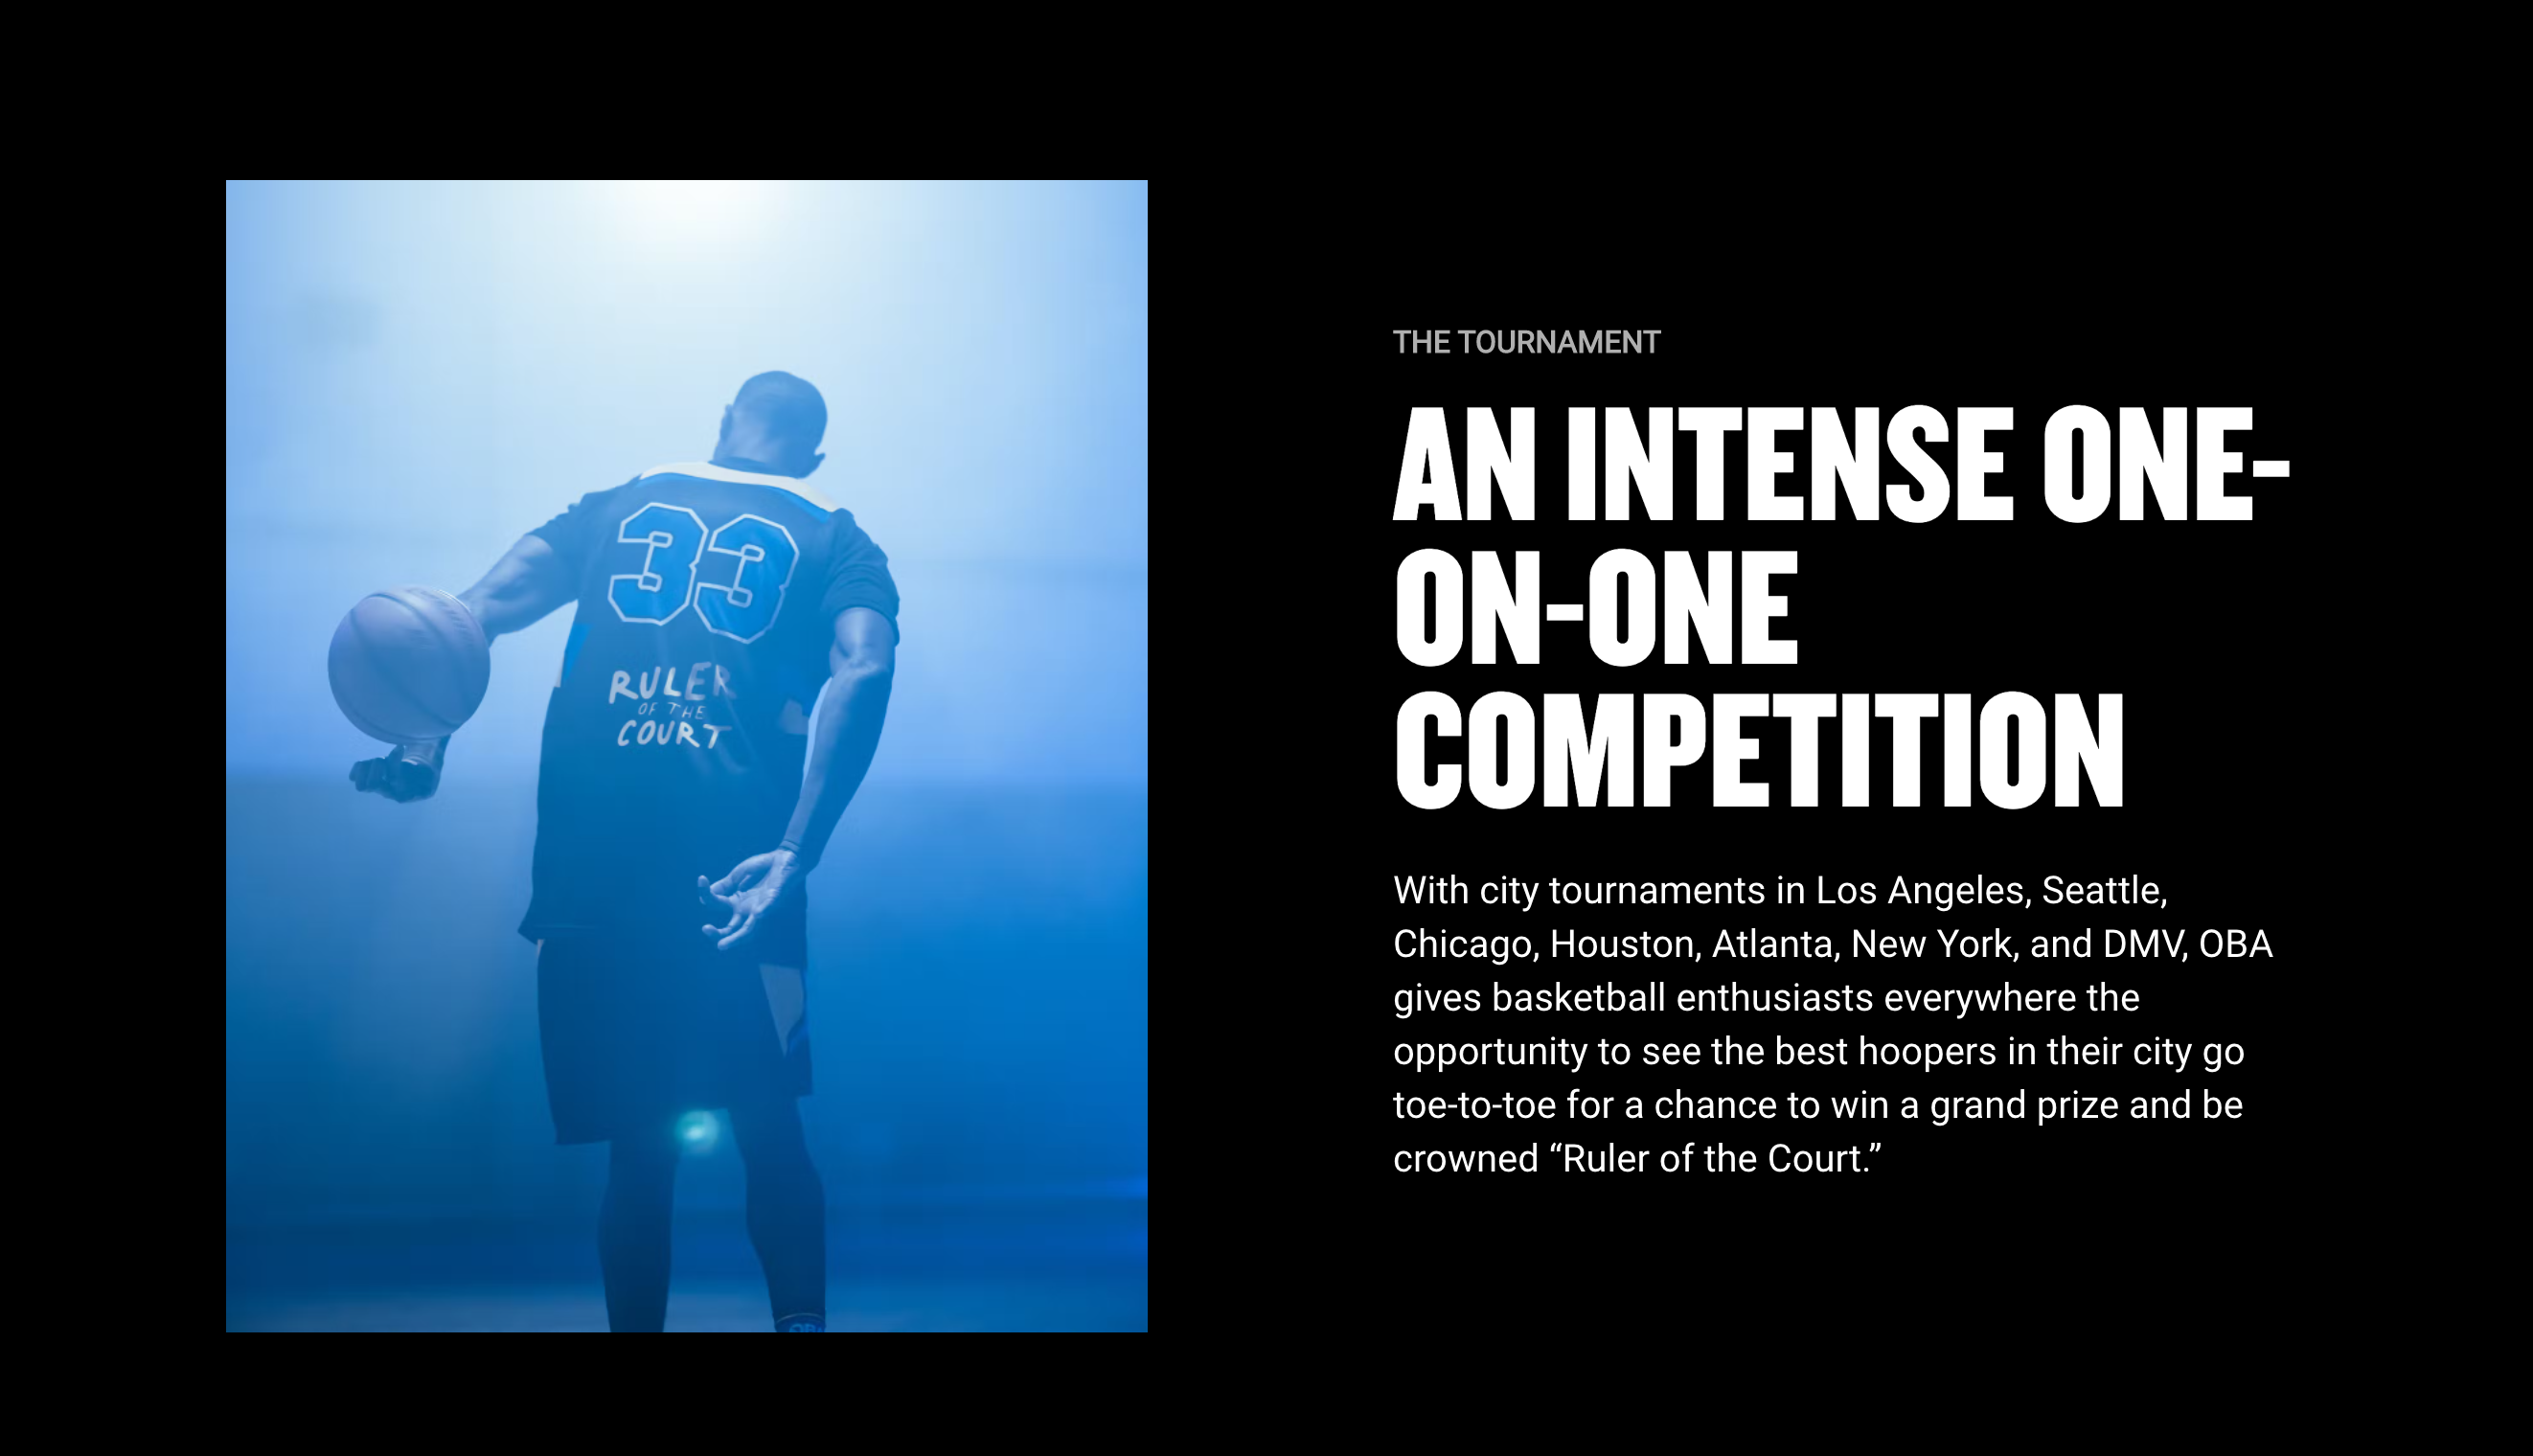 33
RULER
OF THE
COURT
THE TOURNAMENT
AN INTENSE ONE-
ON-ONE
COMPETITION
With city tournaments in Los Angeles, Seattle,
Chicago, Houston, Atlanta, New York, and DMV, OBA
gives basketball enthusiasts everywhere the
opportunity to see the best hoopers in their city go
toe-to-toe for a chance to win a grand prize and be
crowned “Ruler of the Court.”